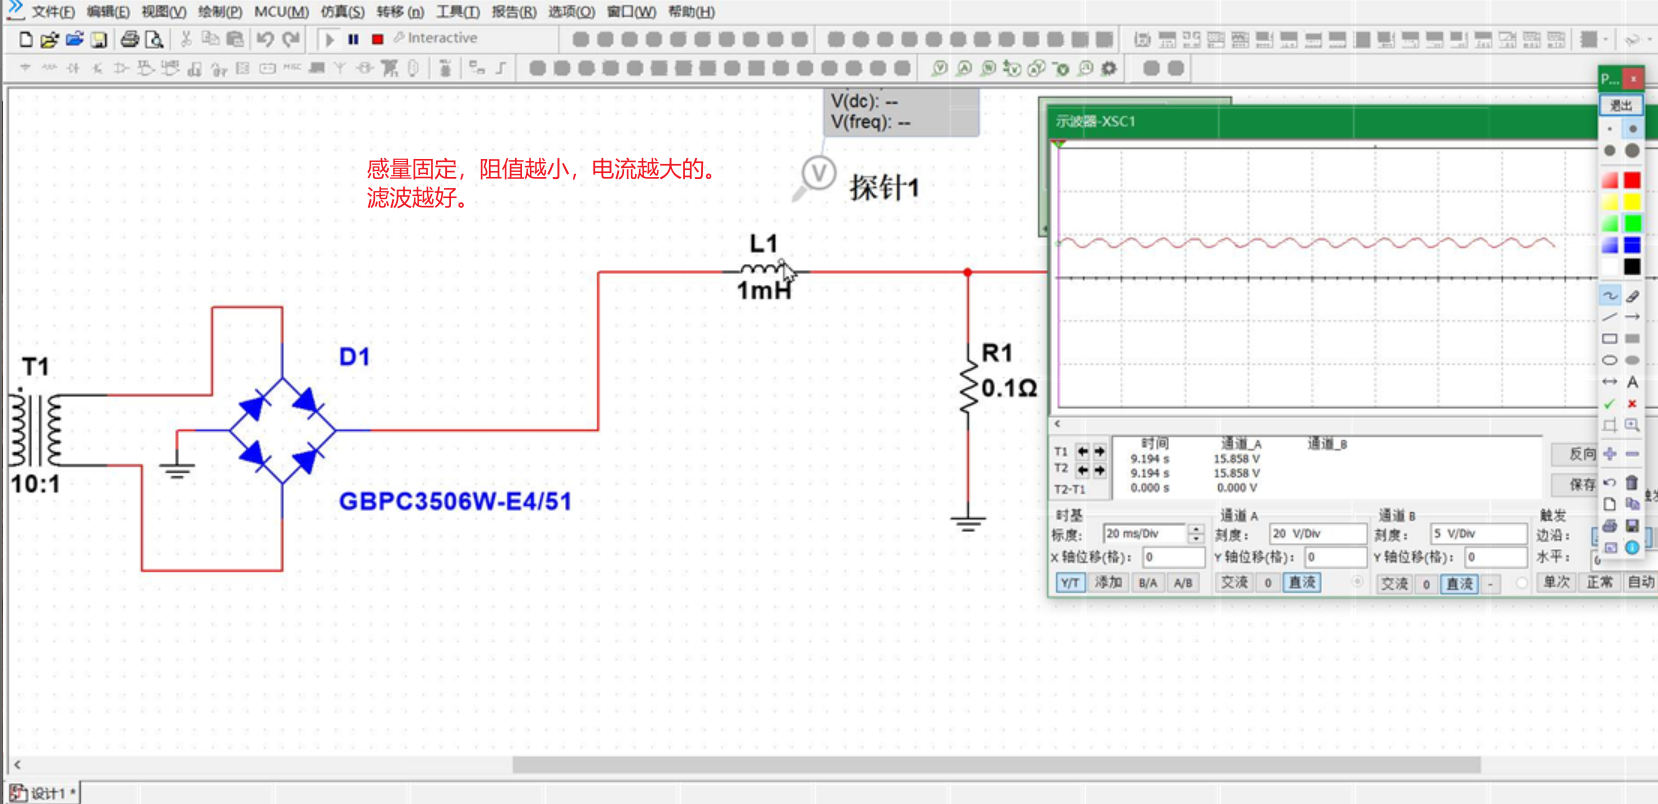 文件(F) 编辑(E) 视图(V) 绘制(P) MCU(M) 仿真(S) 转移(n) 工具(T) 报告(R) 选项(O) 窗口(W) 帮助(H)
Interactive
V(dc): --
V(freq): --
感量固定，阻值越小，电流越大的。
滤波越好。
V
探针1
L1
1mH
T1
10:1
D1
GBPC3506W-E4/51
R1
0.1Ω
示波器-XSC1
时间 通道_A 通道_B
T1 9.194 s 15.858 V
T2 9.194 s 15.858 V
T2-T1 0.000 s 0.000 V
反向
保存
时基 通道 A 通道 B 触发
标度: 20 ms/Div 刻度: 20 V/Div 刻度: 5 V/Div 边沿:
X 轴位移(格): 0 Y 轴位移(格): 0 Y 轴位移(格): 0 水平: 0
Y/T 添加 B/A A/B 交流 0 直流 交流 0 直流 - 单次 正常 自动
P...
退出
A
设计1 *